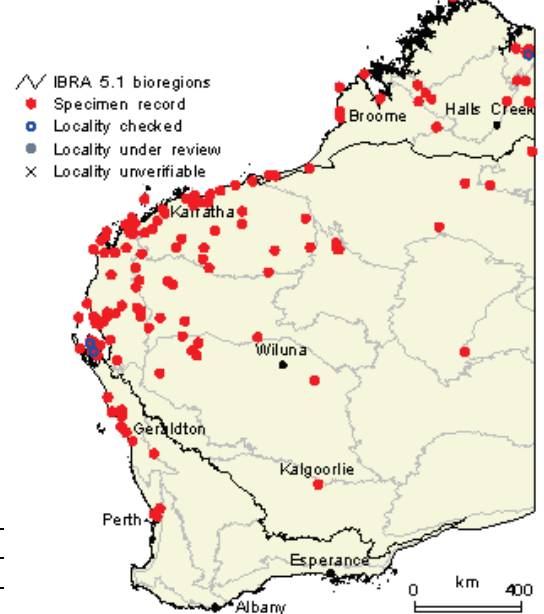 IBRA 5.1 bioregions
Specimen record
Locality checked
Locality under review
Locality unverifiable
Halls Creek
Broome
Karratha
Wiluna
Geraldton
Kalgoorlie
Perth
Esperance
Albany
km
0 400